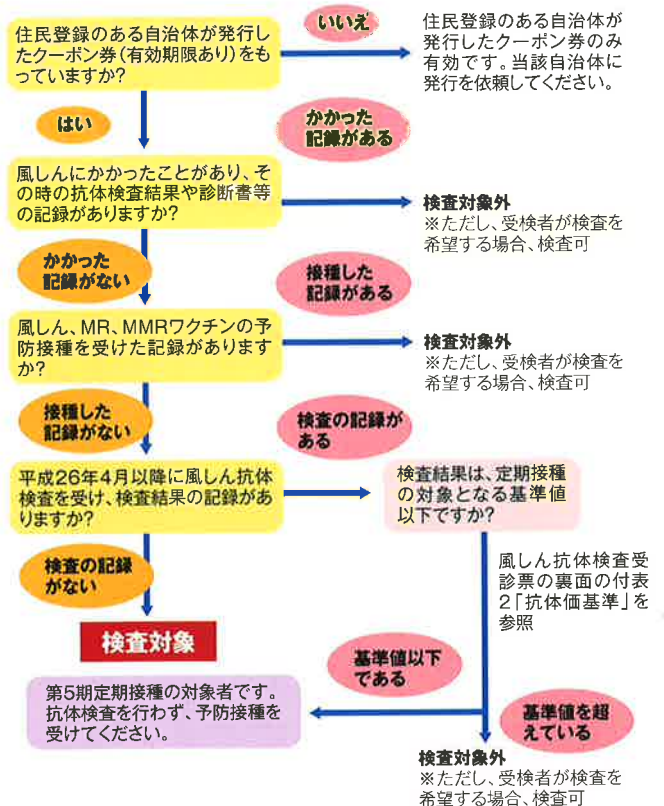 住民登録のある自治体が発行し
たクーポン券(有効期限あり)をも
っていますか?
いいえ
住民登録のある自治体が
発行したクーポン券のみ
有効です。当該自治体に
発行を依頼してください。
はい
かかった
記録がある
風しんにかかったことがあり、そ
の時の抗体検査結果や診断書等
の記録がありますか?
検査対象外
※ただし、受検者が検査を
希望する場合、検査可
かかった
記録がない
接種した
記録がある
風しん、MR、MMRワクチンの予
防接種を受けた記録があります
か?
検査対象外
※ただし、受検者が検査を
希望する場合、検査可
接種した
記録がない
検査の記録が
ある
平成26年4月以降に風しん抗体
検査を受け、検査結果の記録があ
りますか?
検査結果は、定期接種
の対象となる基準値
以下ですか?
検査の記録
がない
風しん抗体検査受
診票の裏面の付表
2「抗体価基準」を
参照
検査対象
基準値以下
である
第5期定期接種の対象者です。
抗体検査を行わず、予防接種を
受けてください。
基準値を超
えている
検査対象外
※ただし、受検者が検査を
希望する場合、検査可